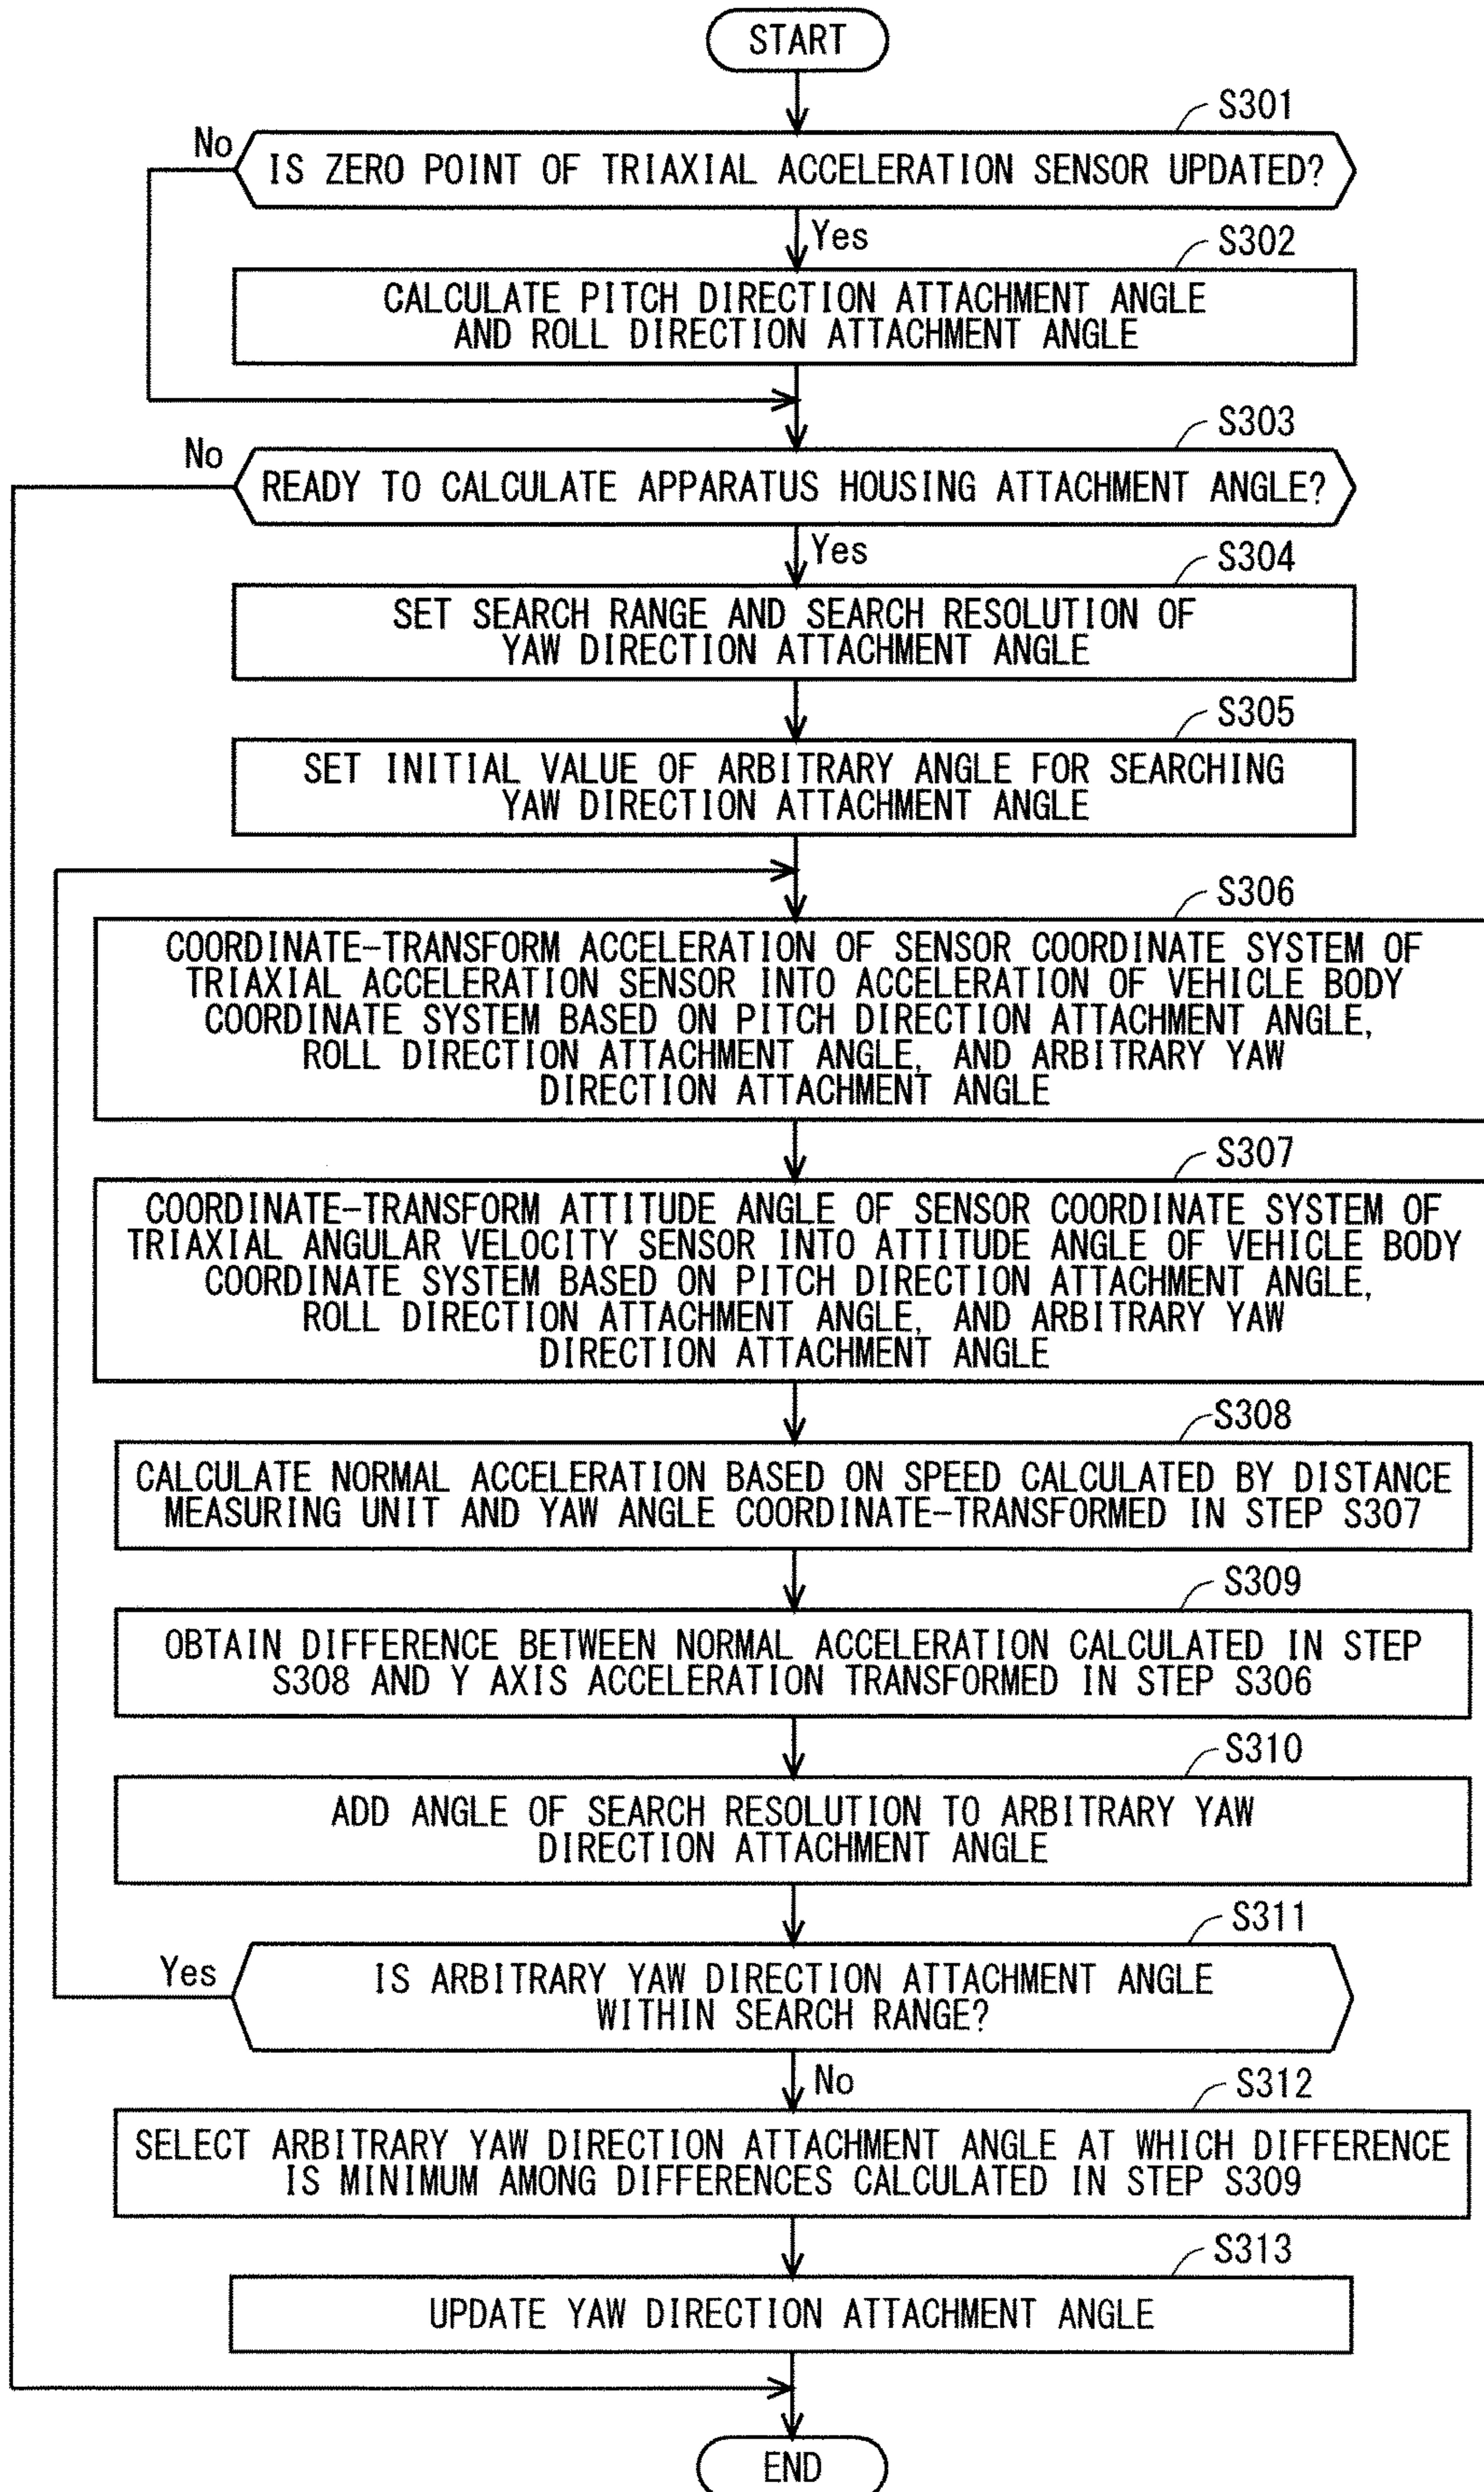 START
S301
No
IS ZERO POINT OF TRIAXIAL ACCELERATION SENSOR UPDATED?
Yes
S302
CALCULATE PITCH DIRECTION ATTACHMENT ANGLE
AND ROLL DIRECTION ATTACHMENT ANGLE
S303
No
READY TO CALCULATE APPARATUS HOUSING ATTACHMENT ANGLE?
Yes
S304
SET SEARCH RANGE AND SEARCH RESOLUTION OF
YAW DIRECTION ATTACHMENT ANGLE
S305
SET INITIAL VALUE OF ARBITRARY ANGLE FOR SEARCHING
YAW DIRECTION ATTACHMENT ANGLE
S306
COORDINATE-TRANSFORM ACCELERATION OF SENSOR COORDINATE SYSTEM OF
TRIAXIAL ACCELERATION SENSOR INTO ACCELERATION OF VEHICLE BODY
COORDINATE SYSTEM BASED ON PITCH DIRECTION ATTACHMENT ANGLE,
ROLL DIRECTION ATTACHMENT ANGLE, AND ARBITRARY YAW
DIRECTION ATTACHMENT ANGLE
S307
COORDINATE-TRANSFORM ATTITUDE ANGLE OF SENSOR COORDINATE SYSTEM OF
TRIAXIAL ANGULAR VELOCITY SENSOR INTO ATTITUDE ANGLE OF VEHICLE BODY
COORDINATE SYSTEM BASED ON PITCH DIRECTION ATTACHMENT ANGLE,
ROLL DIRECTION ATTACHMENT ANGLE, AND ARBITRARY YAW
DIRECTION ATTACHMENT ANGLE
S308
CALCULATE NORMAL ACCELERATION BASED ON SPEED CALCULATED BY DISTANCE
MEASURING UNIT AND YAW ANGLE COORDINATE-TRANSFORMED IN STEP S307
S309
OBTAIN DIFFERENCE BETWEEN NORMAL ACCELERATION CALCULATED IN STEP
S308 AND Y AXIS ACCELERATION TRANSFORMED IN STEP S306
S310
ADD ANGLE OF SEARCH RESOLUTION TO ARBITRARY YAW
DIRECTION ATTACHMENT ANGLE
S311
Yes
IS ARBITRARY YAW DIRECTION ATTACHMENT ANGLE
WITHIN SEARCH RANGE?
No
S312
SELECT ARBITRARY YAW DIRECTION ATTACHMENT ANGLE AT WHICH DIFFERENCE
IS MINIMUM AMONG DIFFERENCES CALCULATED IN STEP S309
S313
UPDATE YAW DIRECTION ATTACHMENT ANGLE
END